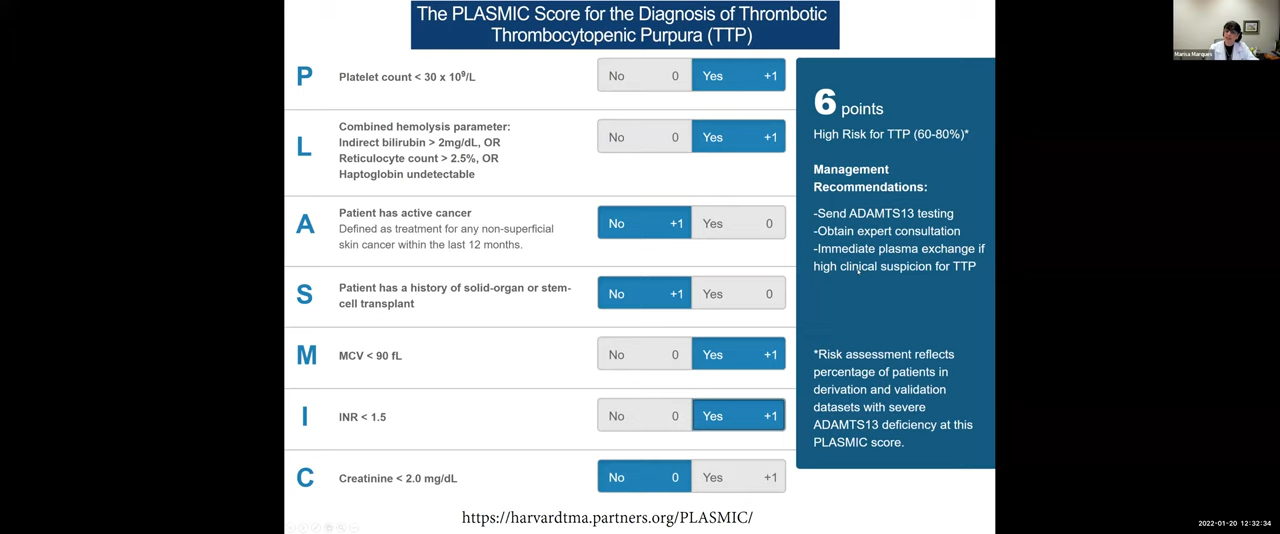 The PLASMIC Score for the Diagnosis of Thrombotic
Thrombocytopenic Purpura (TTP)
Marisa Marques
P
Platelet count < 30 x 10⁹/L
No 0 Yes +1
L
Combined hemolysis parameter:
Indirect bilirubin > 2mg/dL, OR
Reticulocyte count > 2.5%, OR
Haptoglobin undetectable
No 0 Yes +1
A
Patient has active cancer
Defined as treatment for any non-superficial
skin cancer within the last 12 months.
No +1 Yes 0
S
Patient has a history of solid-organ or stem-
cell transplant
No +1 Yes 0
M
MCV < 90 fL
No 0 Yes +1
I
INR < 1.5
No 0 Yes +1
C
Creatinine < 2.0 mg/dL
No 0 Yes +1
6 points
High Risk for TTP (60-80%)*
Management
Recommendations:
-Send ADAMTS13 testing
-Obtain expert consultation
-Immediate plasma exchange if
high clinical suspicion for TTP
*Risk assessment reflects
percentage of patients in
derivation and validation
datasets with severe
ADAMTS13 deficiency at this
PLASMIC score.
https://harvardtma.partners.org/PLASMIC/
2022-01-20 12:32:34